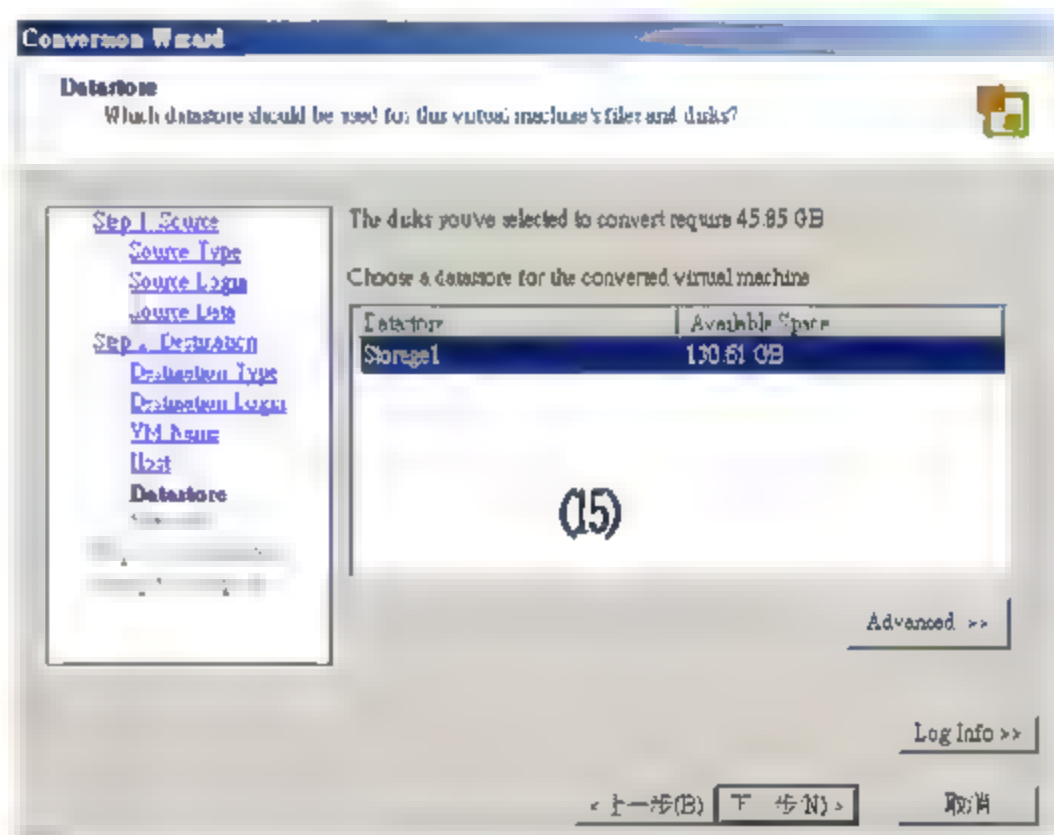 Conversion Wizard
Datastore
Which datastore should be used for this virtual machine's files and disks?
Step 1: Source
Source Type
Source Login
Source Data
Step 2: Destination
Destination Type
Destination Login
VM Name
Host
Datastore
The disks you've selected to convert require 45.85 GB
Choose a datastore for the converted virtual machine
Datastore Available Space
Storage1 130.61 GB
(15)
Advanced >>
Log Info >>
< 上一步(B) 下一步(N) > 取消